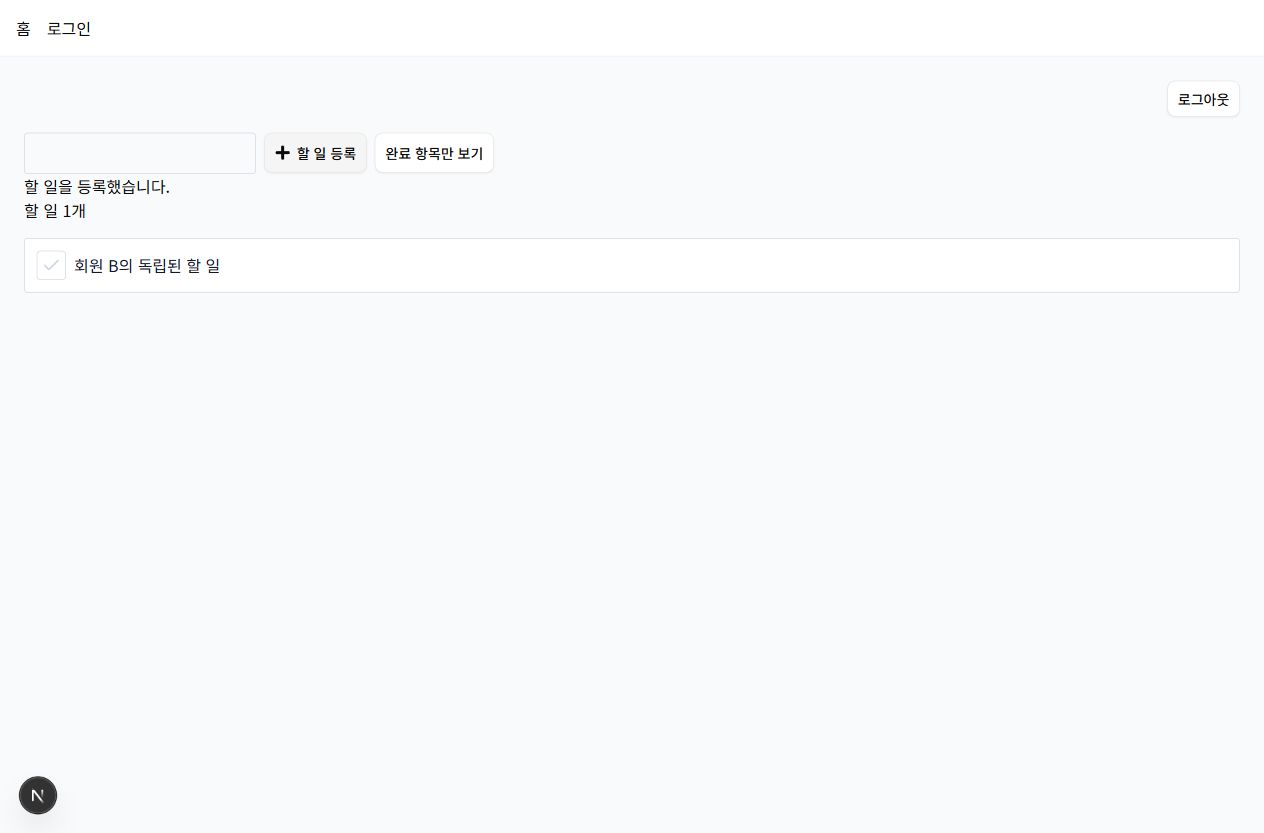 홈 로그인
로그아웃
할 일 등록 완료 항목만 보기
할 일을 등록했습니다.
할 일 1개
회원 B의 독립된 할 일
N